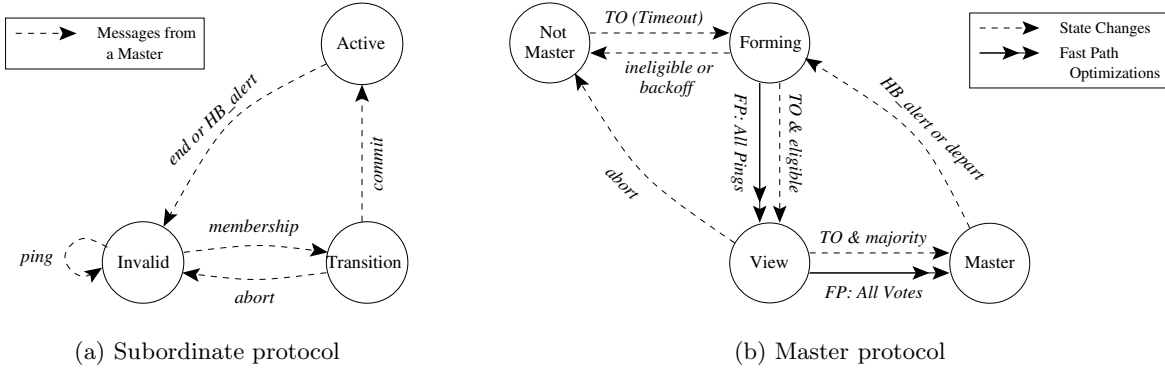 Messages from
a Master
Active
end or HB_alert
commit
membership
ping
Invalid
Transition
abort
(a) Subordinate protocol
Not
Master
TO (Timeout)
Forming
ineligible or
backoff
State Changes
Fast Path
Optimizations
HB_alert or depart
FP: All Pings
TO & eligible
abort
View
TO & majority
Master
FP: All Votes
(b) Master protocol